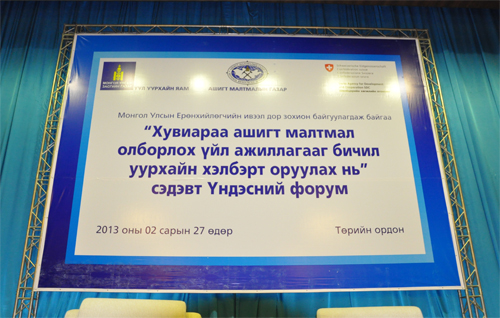 УУЛ УУРХАЙН ЯАМ
АШИГТ МАЛТМАЛЫН ГАЗАР
Монгол Улсын Ерөнхийлөгчийн ивээл дор зохион байгуулагдаж байгаа
“Хувиараа ашигт малтмал
олборлох үйл ажиллагааг бичил
уурхайн хэлбэрт оруулах нь”
сэдэвт Үндэсний форум
2013 оны 02 сарын 27 өдөр
Төрийн ордон